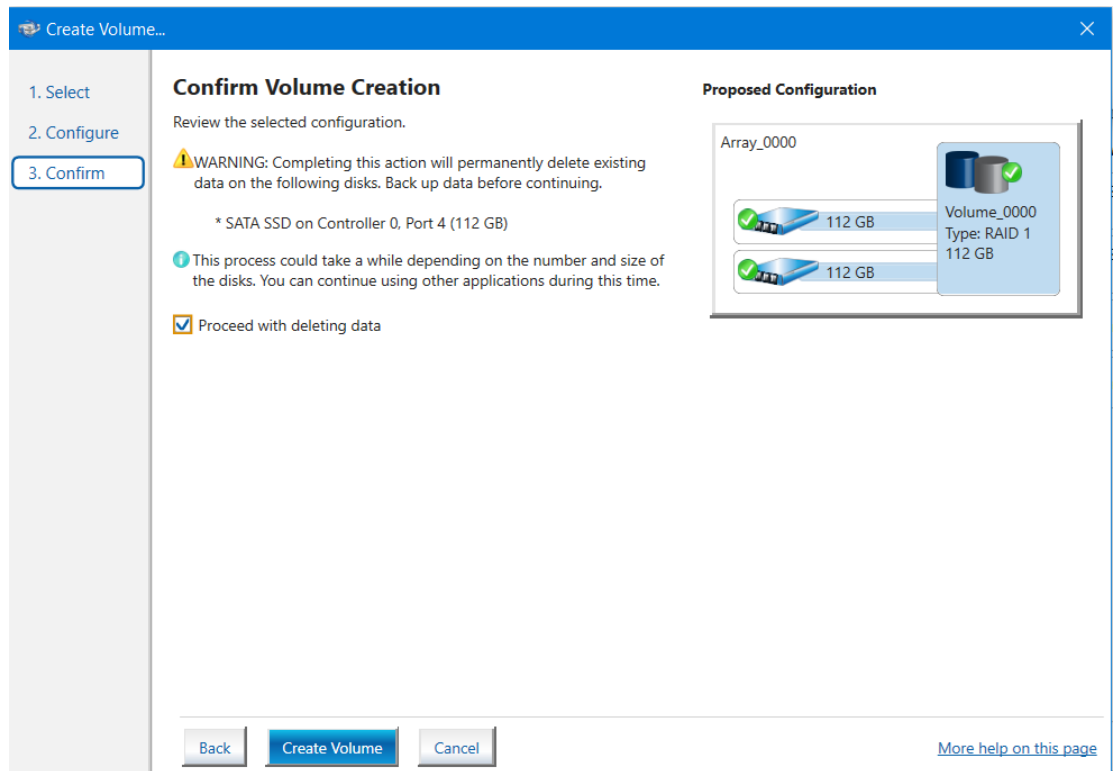 Create Volume...
1. Select
2. Configure
3. Confirm
Confirm Volume Creation
Review the selected configuration.
WARNING: Completing this action will permanently delete existing
data on the following disks. Back up data before continuing.
* SATA SSD on Controller 0, Port 4 (112 GB)
This process could take a while depending on the number and size of
the disks. You can continue using other applications during this time.
Proceed with deleting data
Proposed Configuration
Array_0000
112 GB
112 GB
Volume_0000
Type: RAID 1
112 GB
Back
Create Volume
Cancel
More help on this page